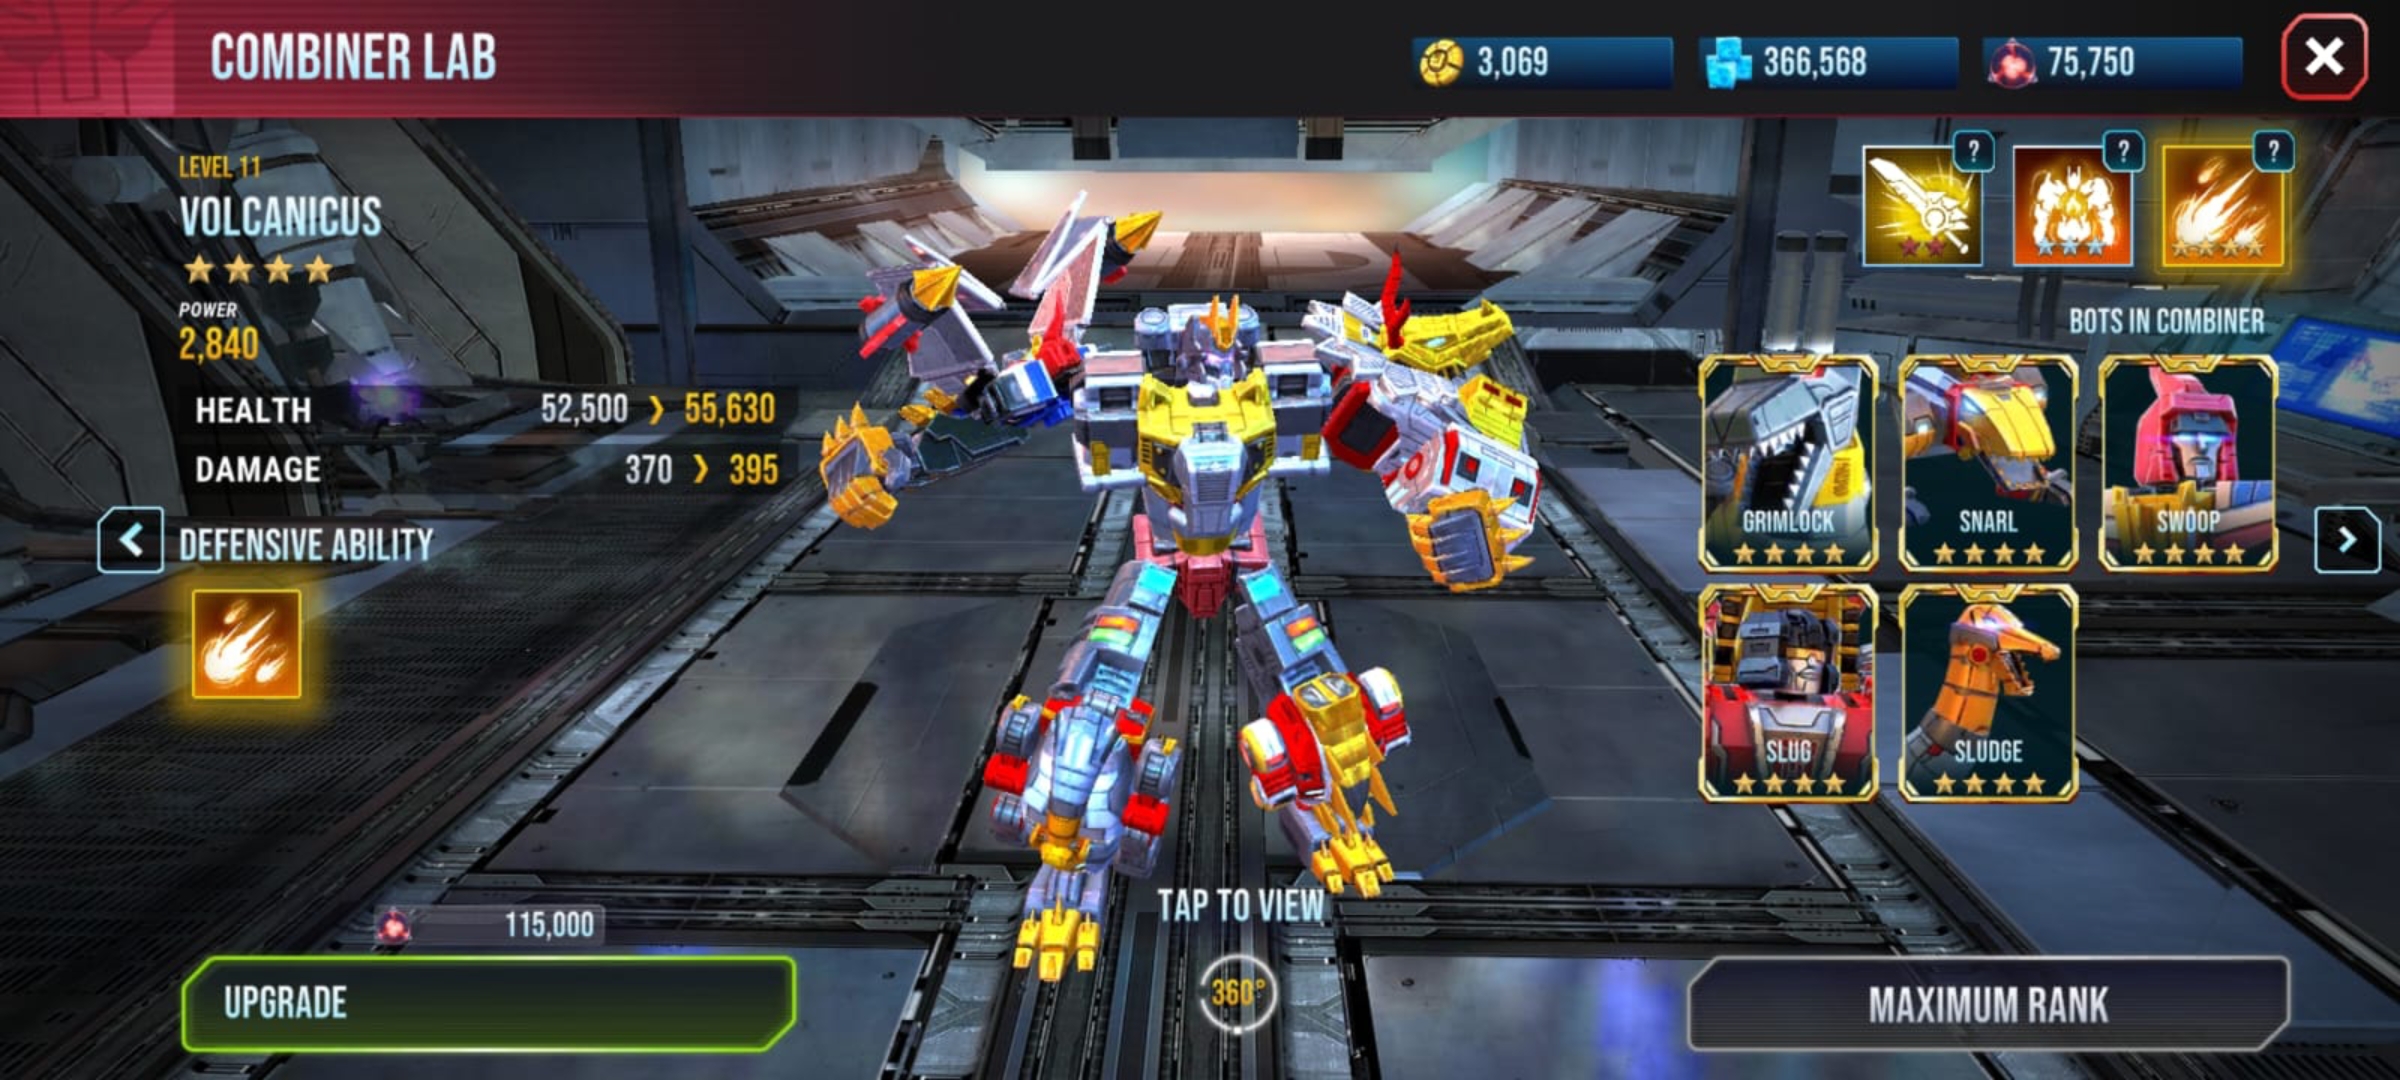 COMBINER LAB
3,069
366,568
75,750
LEVEL 11
VOLCANICUS
POWER
2,840
HEALTH 52,500 55,630
DAMAGE 370 395
DEFENSIVE ABILITY
?
?
?
BOTS IN COMBINER
GRIMLOCK
SNARL
SWOOP
SLUG
SLUDGE
115,000
UPGRADE
TAP TO VIEW
360°
MAXIMUM RANK